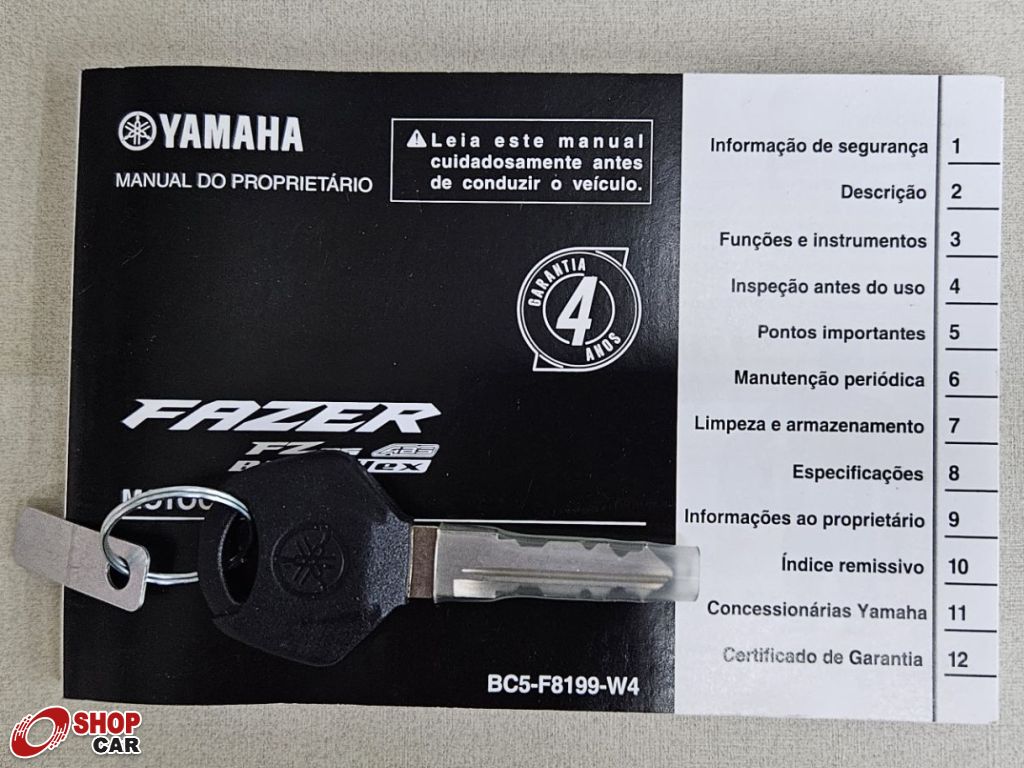 YAMAHA
MANUAL DO PROPRIETÁRIO
Leia este manual
cuidadosamente antes
de conduzir o veículo.
GARANTIA
4
ANOS
FAZER
ABS
BC5-F8199-W4
Informação de segurança 1
Descrição 2
Funções e instrumentos 3
Inspeção antes do uso 4
Pontos importantes 5
Manutenção periódica 6
Limpeza e armazenamento 7
Especificações 8
Informações ao proprietário 9
Índice remissivo 10
Concessionárias Yamaha 11
Certificado de Garantia 12
SHOP
CAR